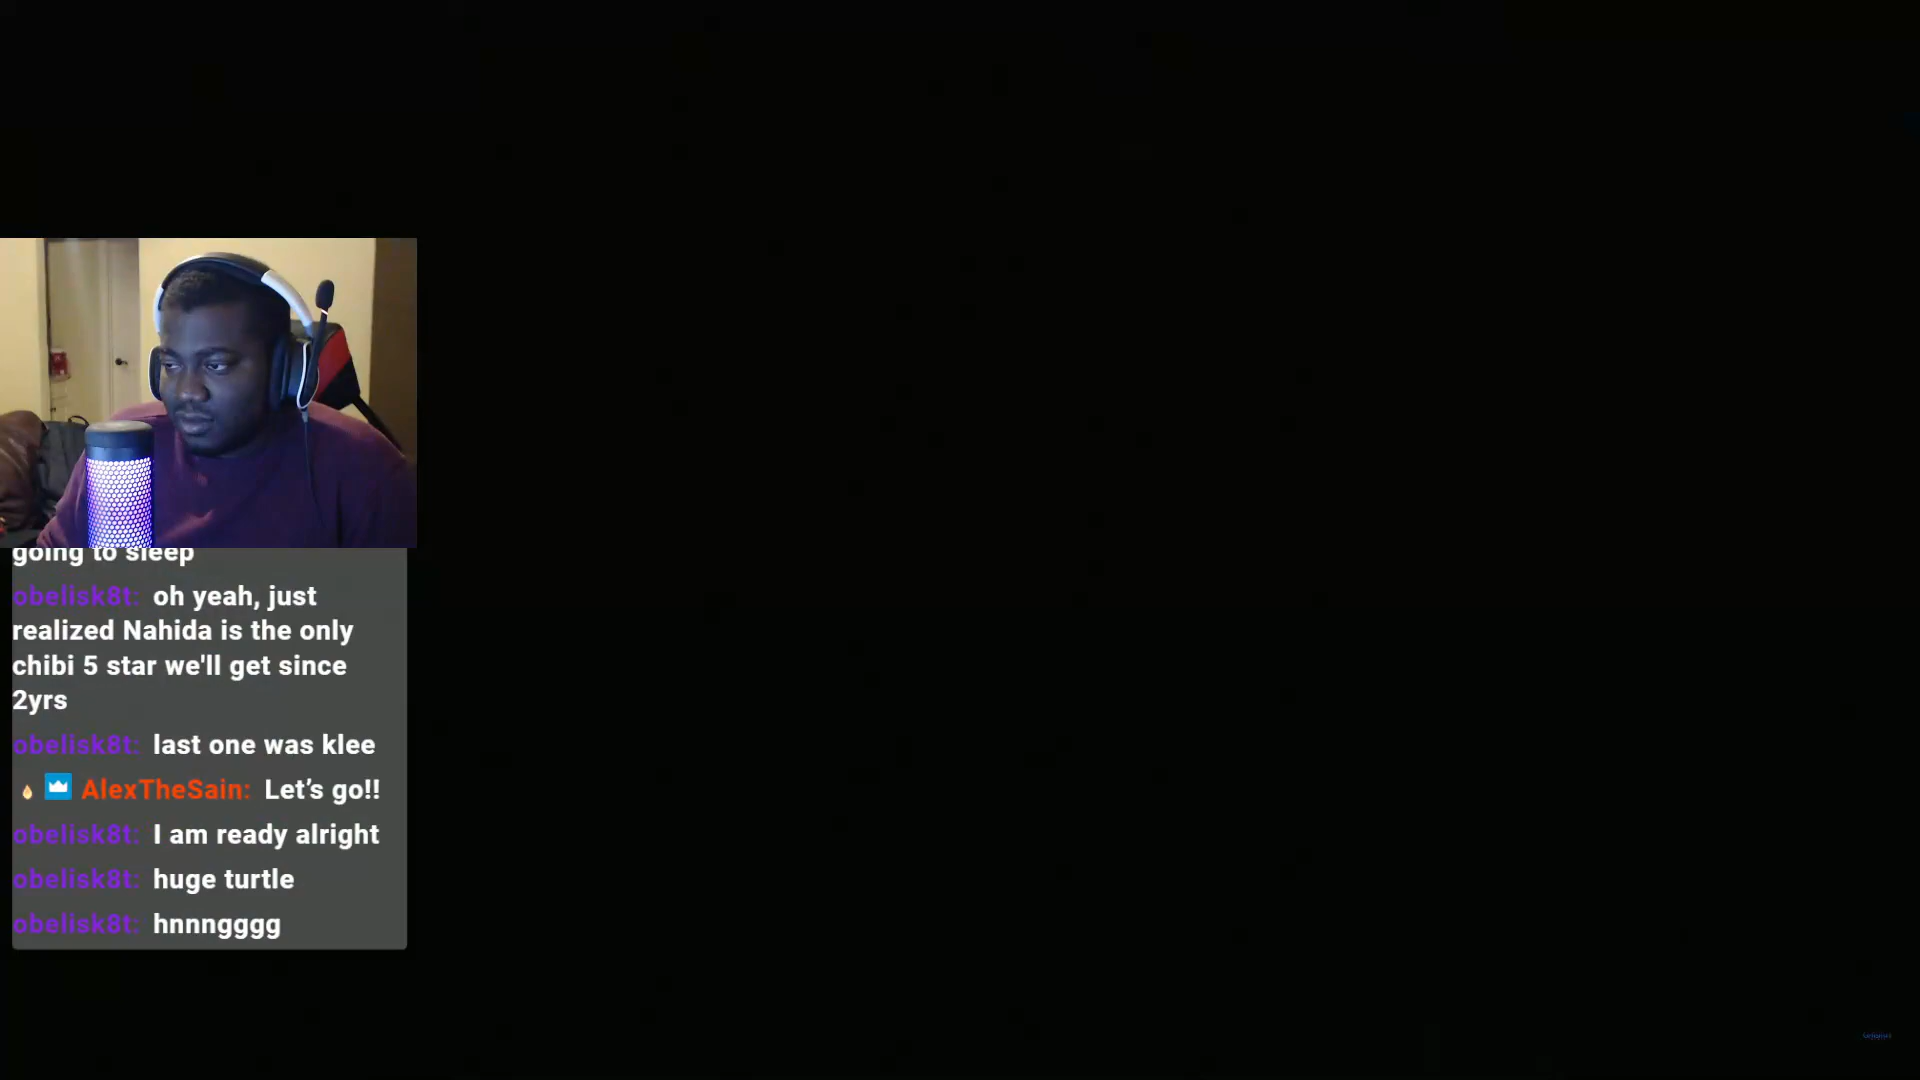 going to sleep
obelisk8t: oh yeah, just
realized Nahida is the only
chibi 5 star we'll get since
2yrs
obelisk8t: last one was klee
AlexTheSain: Let’s go!!
obelisk8t: I am ready alright
obelisk8t: huge turtle
obelisk8t: hnnngggg